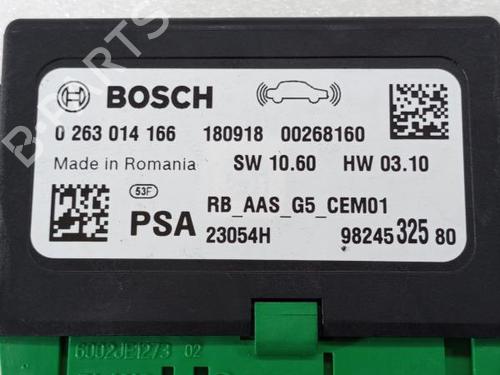 B-PARTS
BOSCH
0 263 014 166 180918 00268160
Made in Romania SW 10.60 HW 03.10
53F
PSA
RB_AAS_G5_CEM01
23054H 98245 325 80
02